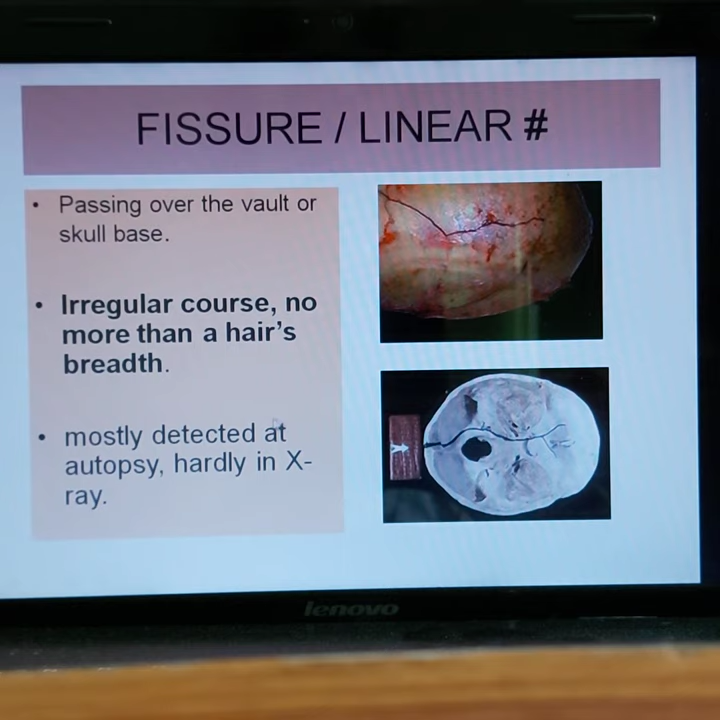 FISSURE / LINEAR #
• Passing over the vault or
skull base.
• Irregular course, no
more than a hair's
breadth.
• mostly detected at
autopsy, hardly in X-
ray.
lenovo